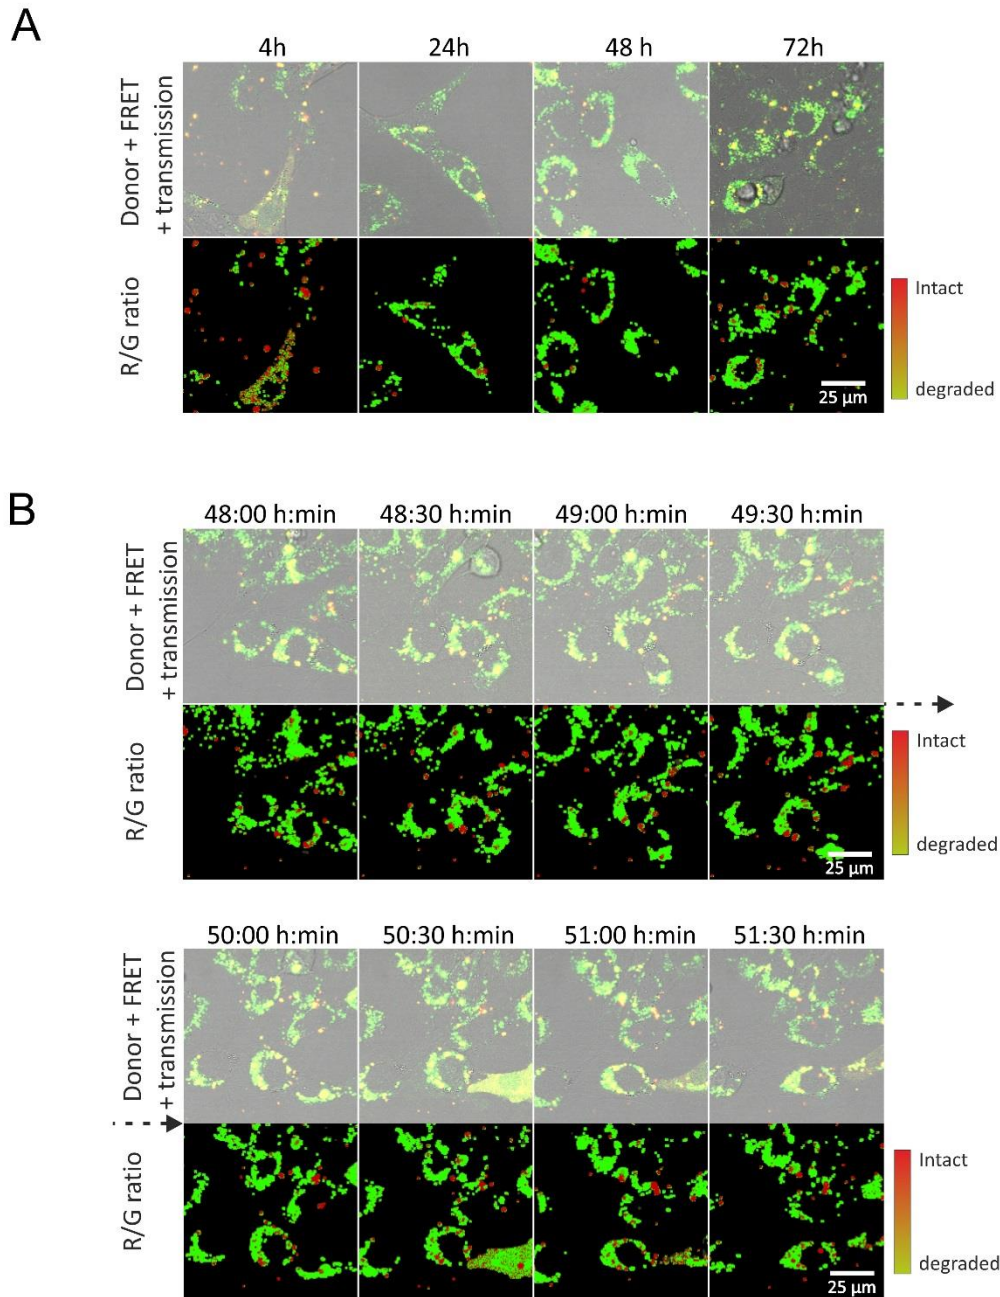 A
4h 24h 48 h 72h
Donor + FRET
+ transmission
R/G ratio
Intact
degraded
25 µm
B
48:00 h:min 48:30 h:min 49:00 h:min 49:30 h:min
Donor + FRET
+ transmission
R/G ratio
Intact
degraded
25 µm
50:00 h:min 50:30 h:min 51:00 h:min 51:30 h:min
Donor + FRET
+ transmission
R/G ratio
Intact
degraded
25 µm